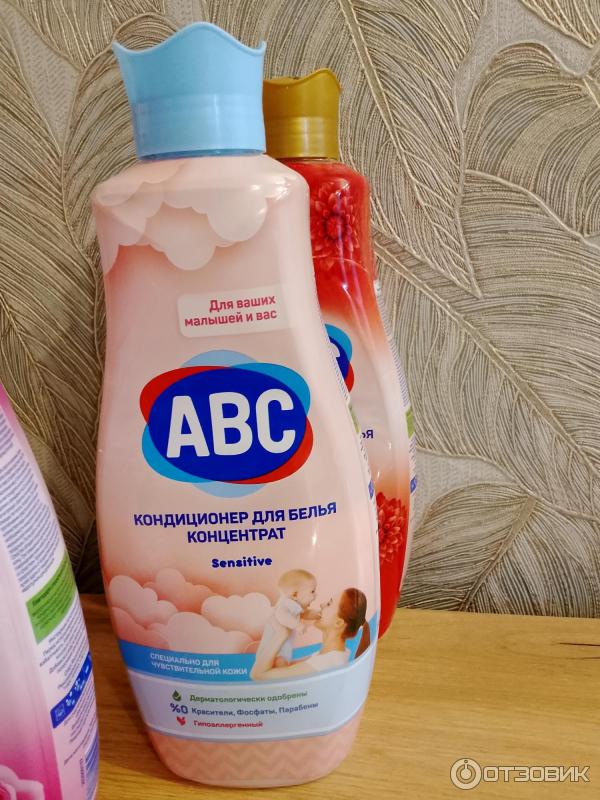 Для ваших
малышей и вас
ABC
КОНДИЦИОНЕР ДЛЯ БЕЛЬЯ
КОНЦЕНТРАТ
Sensitive
СПЕЦИАЛЬНО ДЛЯ
ЧУВСТВИТЕЛЬНОЙ КОЖИ
Дерматологически одобрены
%0 Красители, Фосфаты, Парабены
Гипоаллергенный
ОТЗОВИК